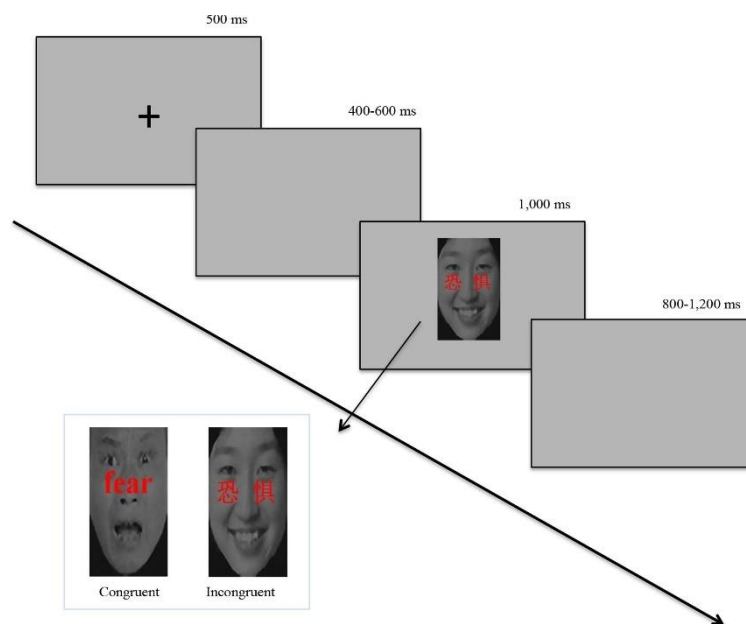 500 ms
+
400-600 ms
1,000 ms
恐 惧
800-1,200 ms
fear
恐 惧
Congruent
Incongruent